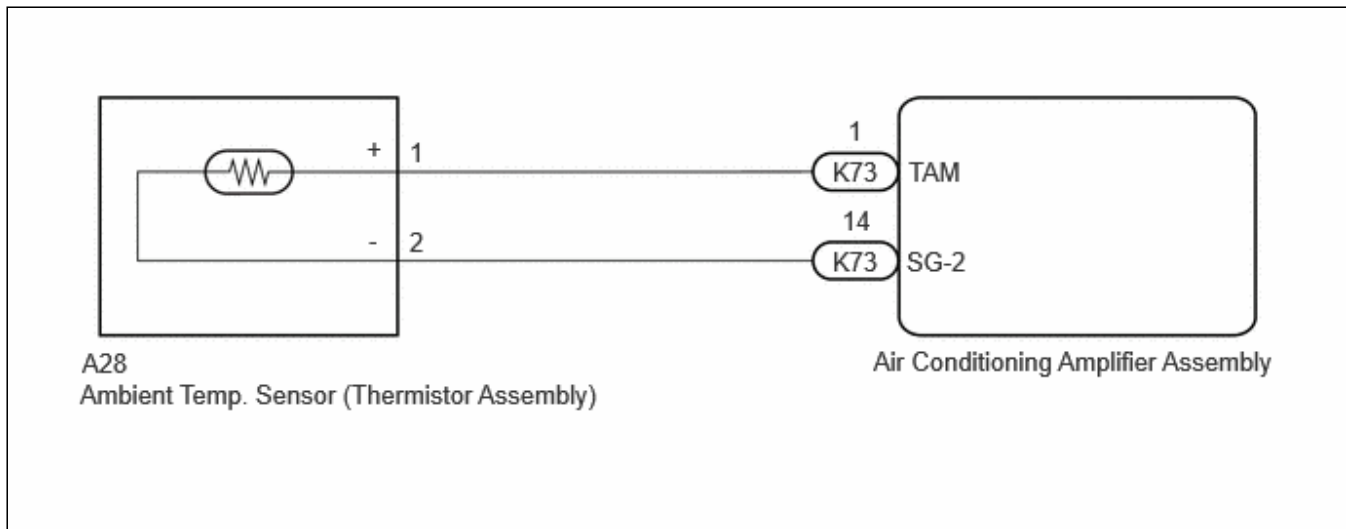 + 1
1
K73 TAM
- 2
14
K73 SG-2
A28
Ambient Temp. Sensor (Thermistor Assembly)
Air Conditioning Amplifier Assembly